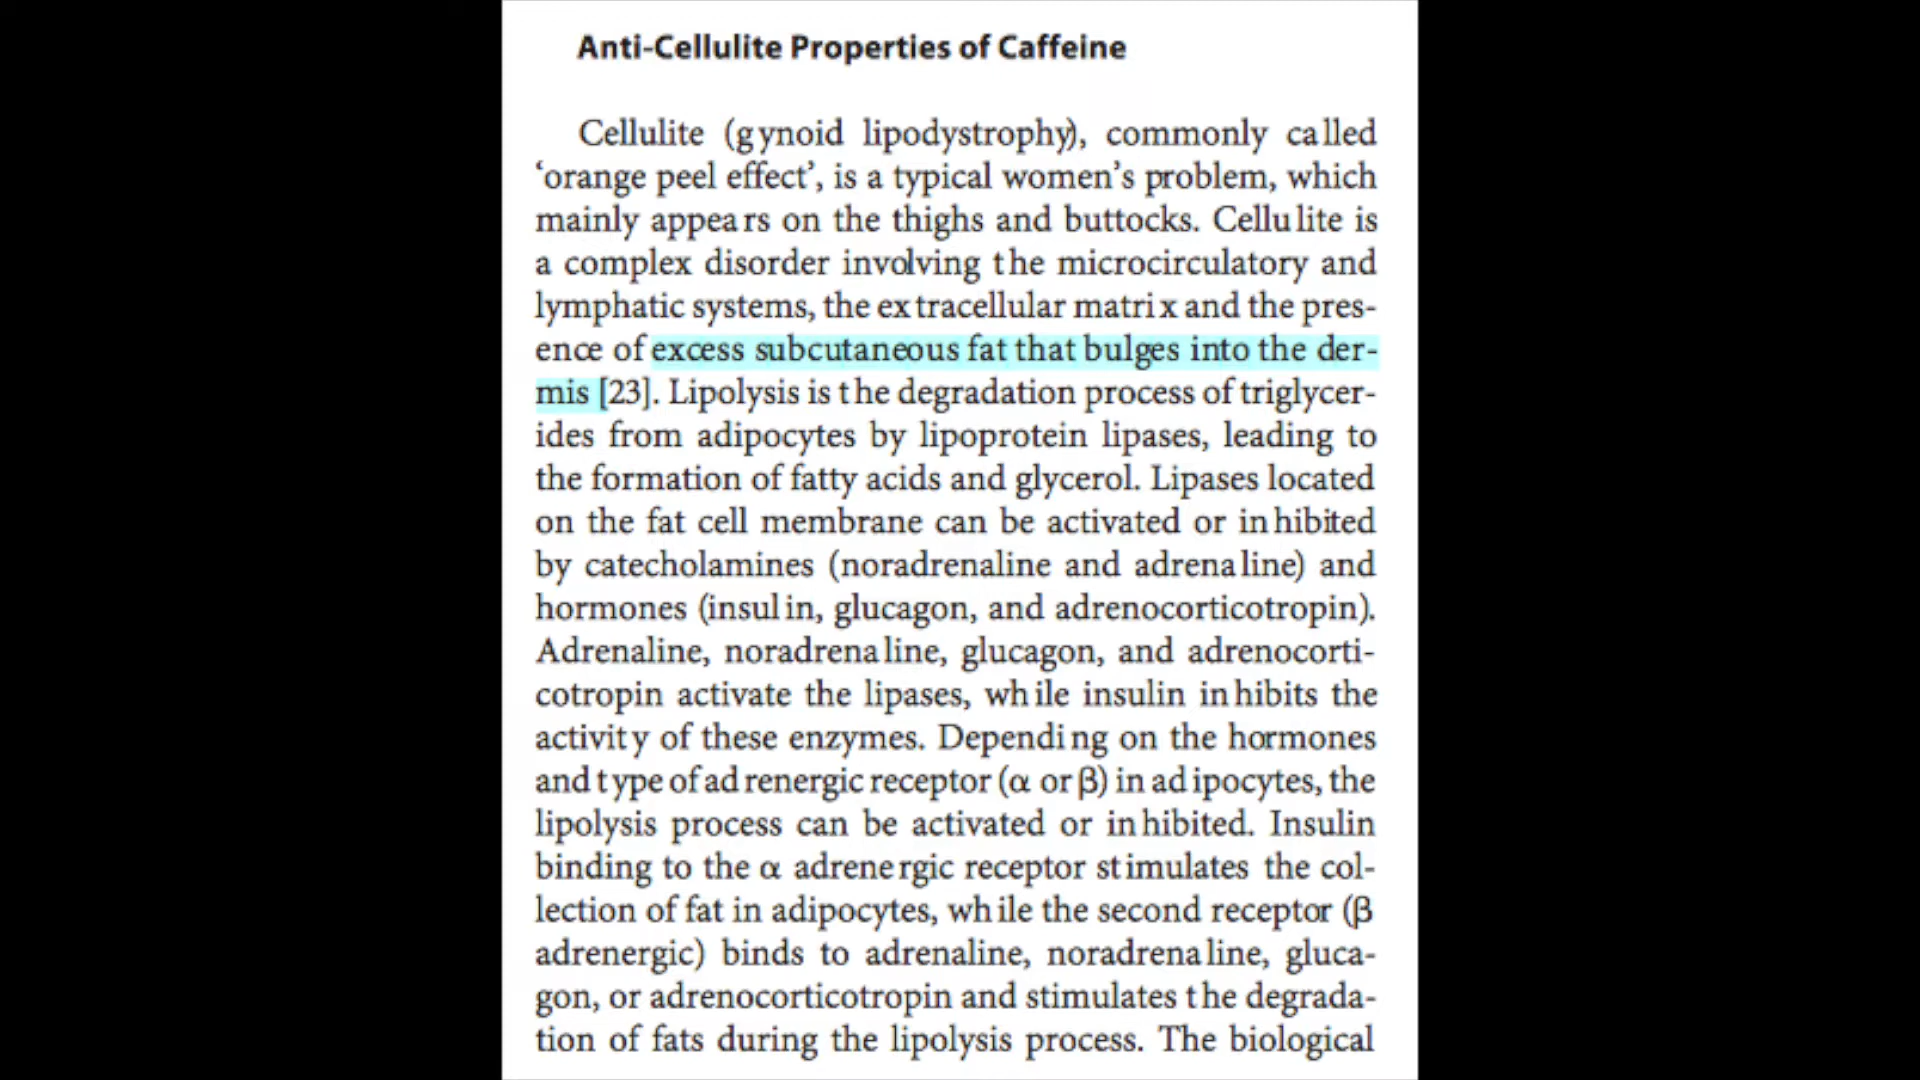 Anti-Cellulite Properties of Caffeine
Cellulite (gynoid lipodystrophy), commonly called
‘orange peel effect’, is a typical women’s problem, which
mainly appears on the thighs and buttocks. Cellulite is
a complex disorder involving the microcirculatory and
lymphatic systems, the extracellular matrix and the pres-
ence of excess subcutaneous fat that bulges into the der-
mis [23]. Lipolysis is the degradation process of triglycer-
ides from adipocytes by lipoprotein lipases, leading to
the formation of fatty acids and glycerol. Lipases located
on the fat cell membrane can be activated or inhibited
by catecholamines (noradrenaline and adrenaline) and
hormones (insulin, glucagon, and adrenocorticotropin).
Adrenaline, noradrenaline, glucagon, and adrenocorti-
cotropin activate the lipases, while insulin inhibits the
activity of these enzymes. Depending on the hormones
and type of adrenergic receptor (α or β) in adipocytes, the
lipolysis process can be activated or inhibited. Insulin
binding to the α adrenergic receptor stimulates the col-
lection of fat in adipocytes, while the second receptor (β
adrenergic) binds to adrenaline, noradrenaline, gluca-
gon, or adrenocorticotropin and stimulates the degrada-
tion of fats during the lipolysis process. The biological